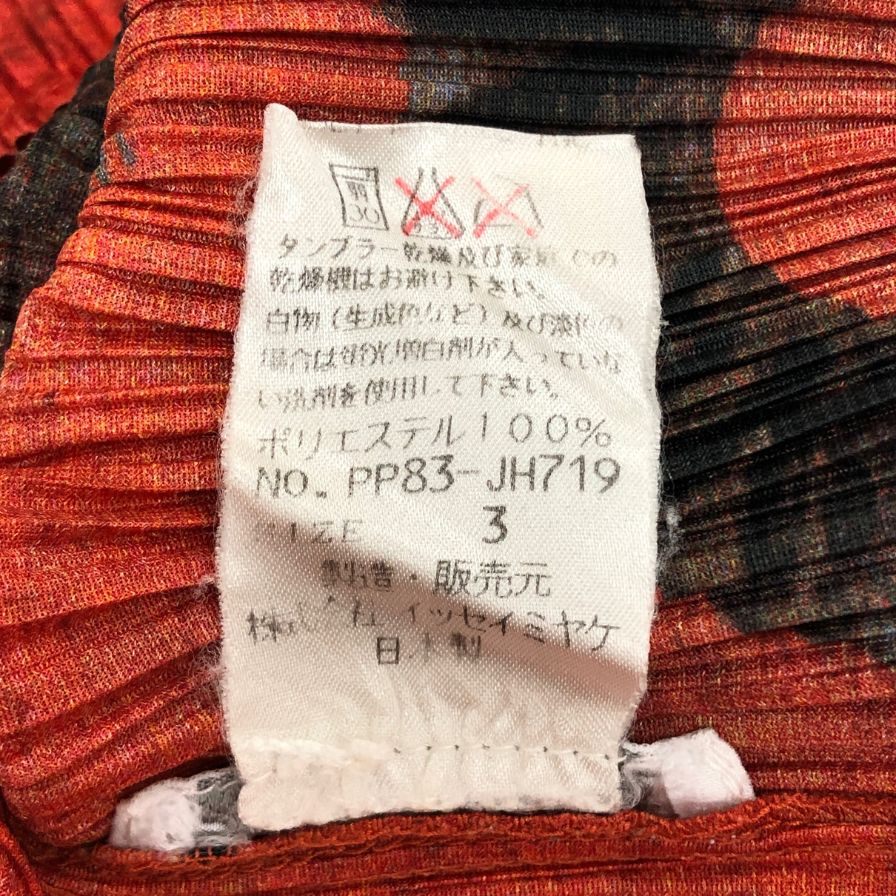 弱
30
タンブラー乾燥及び家庭での
乾燥機はお避け下さい。
白物(生成色など)及び淡色の
場合は蛍光増白剤が入っていな
い洗剤を使用して下さい。
ポリエステル100%
NO. PP83-JH719
IZE 3
製造・販売元
株式会社イッセイミヤケ
日本製